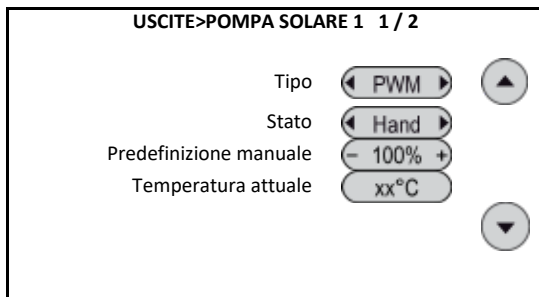 USCITE>POMPA SOLARE 1 1 / 2
Tipo PWM
Stato Hand
Predefinizione manuale - 100% +
Temperatura attuale xx°C